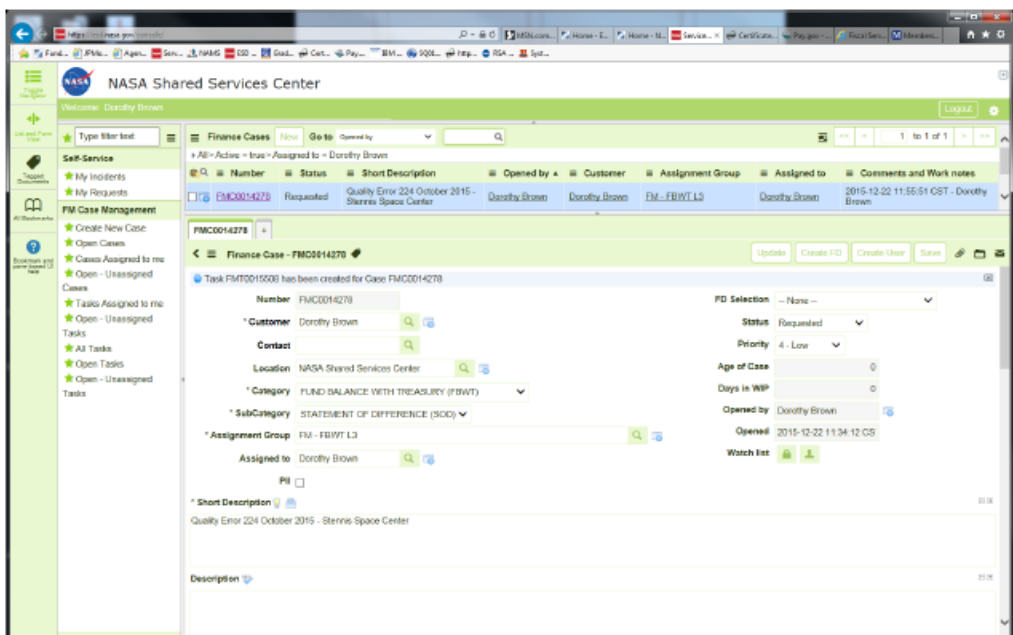 NASA Shared Services Center
Welcome: Dorothy Brown
Logout
Toggle Navigator
List and Form View
Tagged Documents
All Bookmarks
Type filter text
Self-Service
My Incidents
My Requests
FM Case Management
Create New Case
Open Cases
Cases Assigned to me
Open - Unassigned
Cases
Tasks Assigned to me
Open - Unassigned
Tasks
All Tasks
Open Tasks
Open - Unassigned
Tasks
Finance Cases New Go to Opened by 1 to 1 of 1
All> Active = true> Assigned to = Dorothy Brown
Number Status Short Description Opened by Customer Assignment Group Assigned to Comments and Work notes
FMC0014278 Requested Quality Error 224 October 2015 - Stennis Space Center Dorothy Brown Dorothy Brown FM - FBWT L3 Dorothy Brown 2015-12-22 11:55:51 CST - Dorothy Brown
FMC0014278 +
Finance Case - FMC0014278 Update Create FD Create User Save
Task FMT0015508 has been created for Case FMC0014278
Number FMC0014278
* Customer Dorothy Brown
Contact
Location NASA Shared Services Center
* Category FUND BALANCE WITH TREASURY (FBWT)
* SubCategory STATEMENT OF DIFFERENCE (SOD)
* Assignment Group FM - FBWT L3
Assigned to Dorothy Brown
PII
FD Selection -- None --
Status Requested
Priority 4 - Low
Age of Case 0
Days in WIP 0
Opened by Dorothy Brown
Opened 2015-12-22 11:34:12 CS
Watch list
* Short Description
Quality Error 224 October 2015 - Stennis Space Center
Description